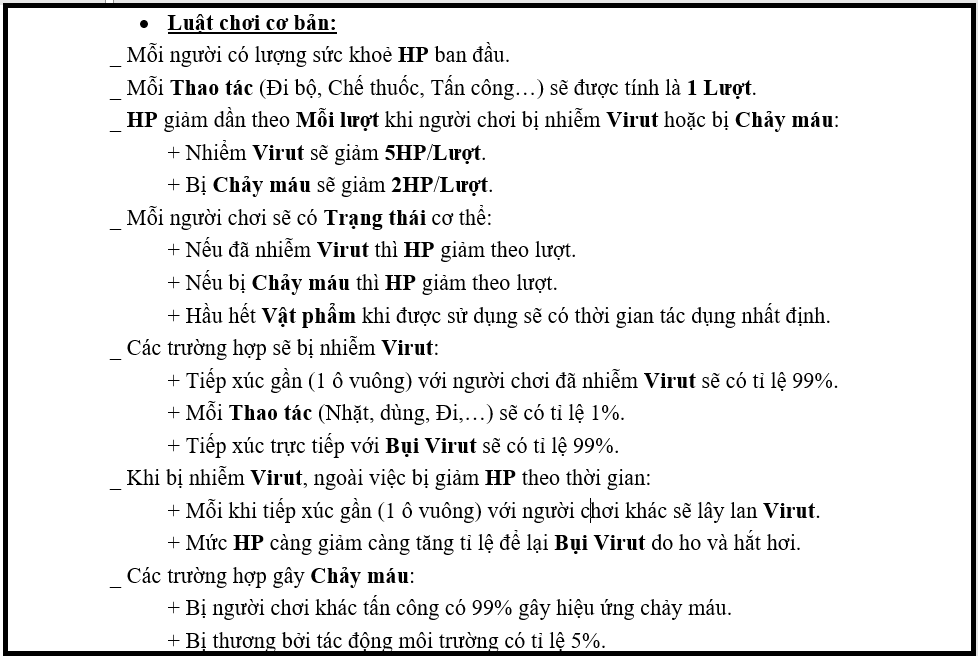 • Luật chơi cơ bản:
_ Mỗi người có lượng sức khoẻ HP ban đầu.
_ Mỗi Thao tác (Đi bộ, Chế thuốc, Tấn công…) sẽ được tính là 1 Lượt.
_ HP giảm dần theo Mỗi lượt khi người chơi bị nhiễm Virut hoặc bị Chảy máu:
+ Nhiễm Virut sẽ giảm 5HP/Lượt.
+ Bị Chảy máu sẽ giảm 2HP/Lượt.
_ Mỗi người chơi sẽ có Trạng thái cơ thể:
+ Nếu đã nhiễm Virut thì HP giảm theo lượt.
+ Nếu bị Chảy máu thì HP giảm theo lượt.
+ Hầu hết Vật phẩm khi được sử dụng sẽ có thời gian tác dụng nhất định.
_ Các trường hợp sẽ bị nhiễm Virut:
+ Tiếp xúc gần (1 ô vuông) với người chơi đã nhiễm Virut sẽ có tỉ lệ 99%.
+ Mỗi Thao tác (Nhặt, dùng, Đi,…) sẽ có tỉ lệ 1%.
+ Tiếp xúc trực tiếp với Bụi Virut sẽ có tỉ lệ 99%.
_ Khi bị nhiễm Virut, ngoài việc bị giảm HP theo thời gian:
+ Mỗi khi tiếp xúc gần (1 ô vuông) với người chơi khác sẽ lây lan Virut.
+ Mức HP càng giảm càng tăng tỉ lệ để lại Bụi Virut do ho và hắt hơi.
_ Các trường hợp gây Chảy máu:
+ Bị người chơi khác tấn công có 99% gây hiệu ứng chảy máu.
+ Bị thương bởi tác động môi trường có tỉ lệ 5%.